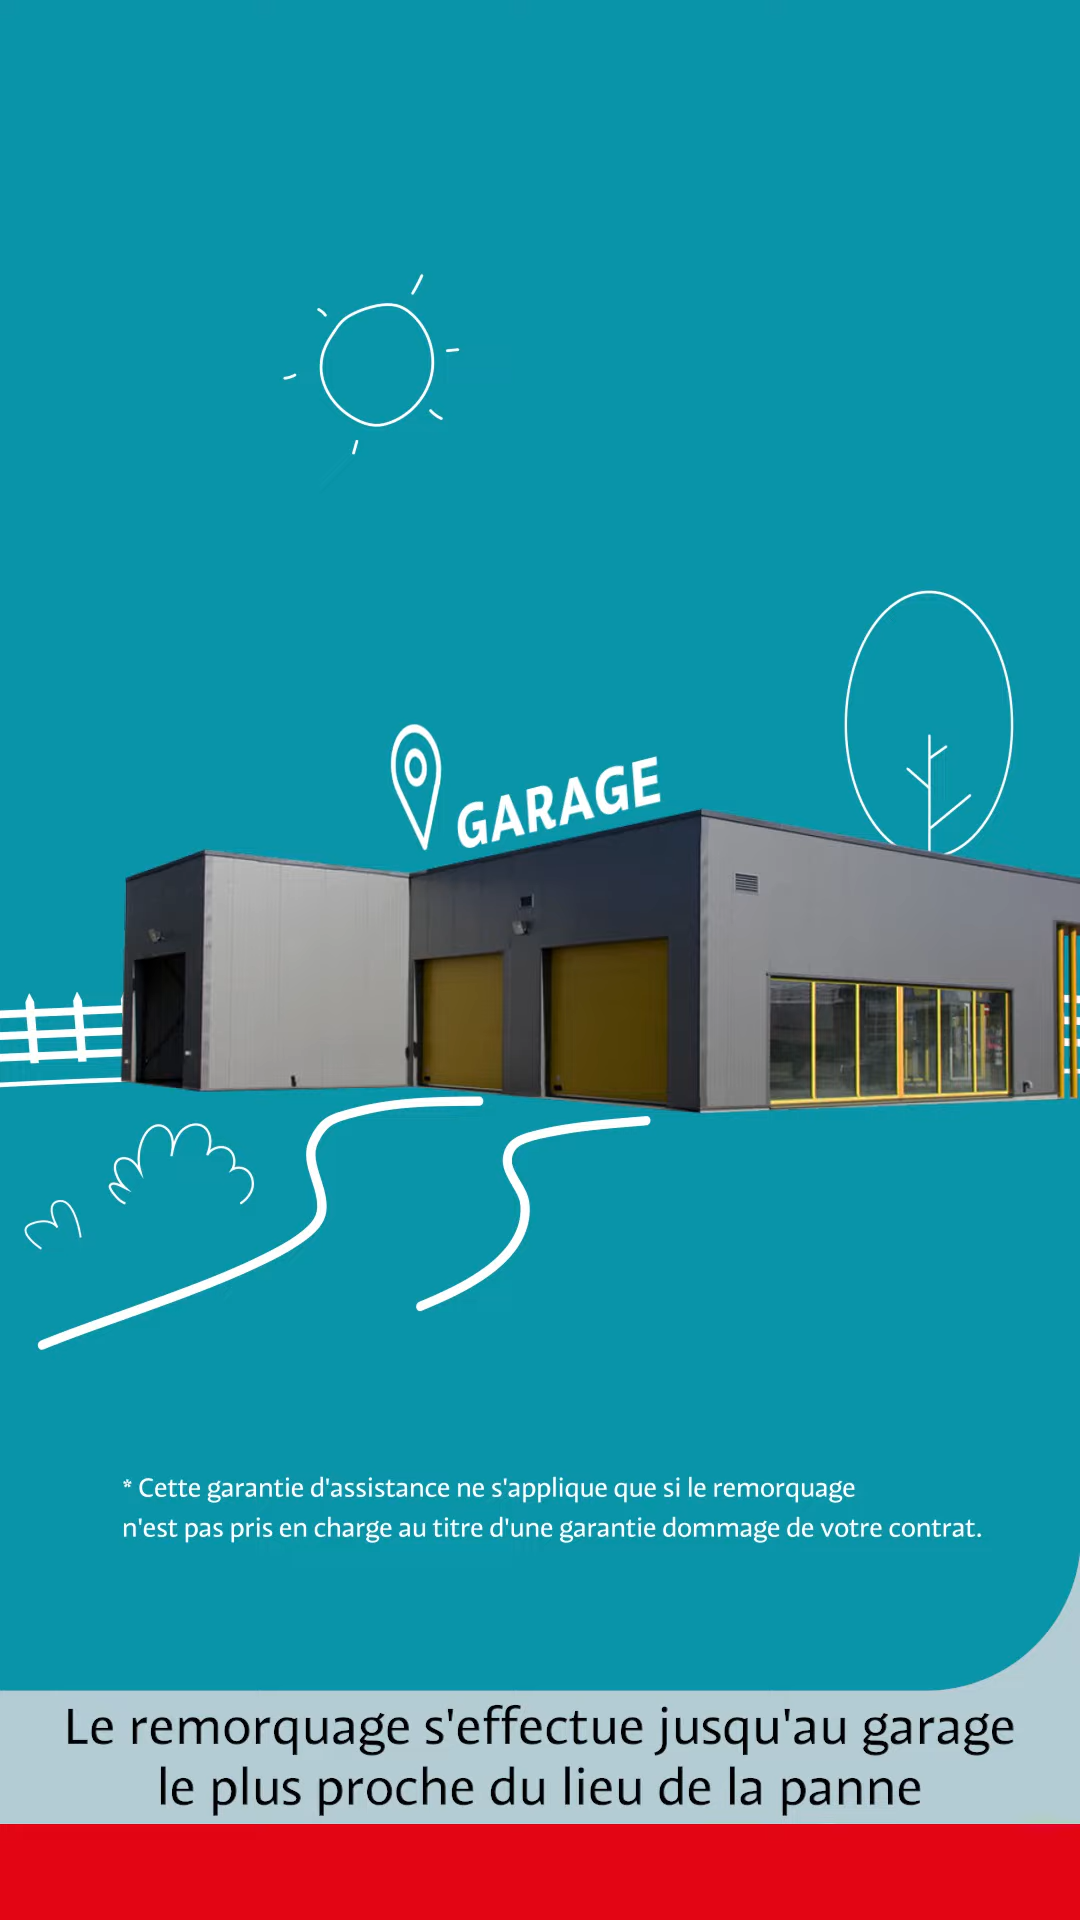 GARAGE
* Cette garantie d'assistance ne s'applique que si le remorquage
n'est pas pris en charge au titre d'une garantie dommage de votre contrat.
Le remorquage s'effectue jusqu'au garage
le plus proche du lieu de la panne